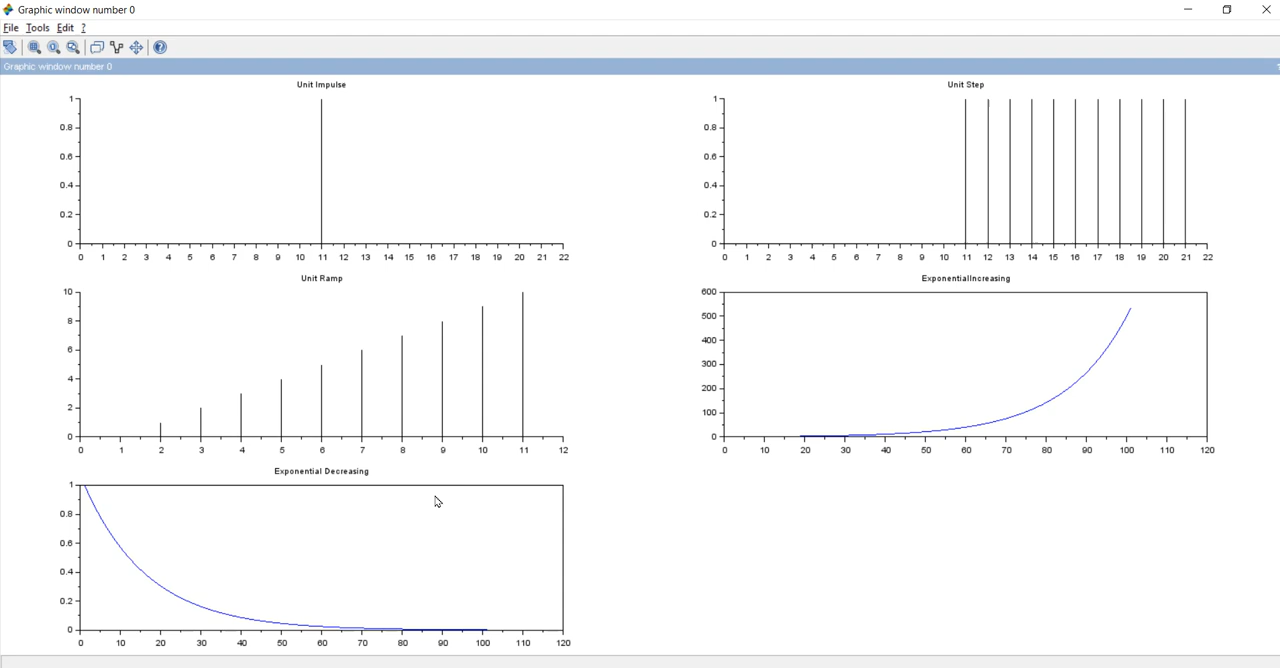 Graphic window number 0
File Tools Edit ?
Graphic window number 0
Unit Impulse
1
0.8
0.6
0.4
0.2
0
0 1 2 3 4 5 6 7 8 9 10 11 12 13 14 15 16 17 18 19 20 21 22
Unit Step
1
0.8
0.6
0.4
0.2
0
0 1 2 3 4 5 6 7 8 9 10 11 12 13 14 15 16 17 18 19 20 21 22
Unit Ramp
10
8
6
4
2
0
0 1 2 3 4 5 6 7 8 9 10 11 12
ExponentialIncreasing
600
500
400
300
200
100
0
0 10 20 30 40 50 60 70 80 90 100 110 120
Exponential Decreasing
1
0.8
0.6
0.4
0.2
0
0 10 20 30 40 50 60 70 80 90 100 110 120